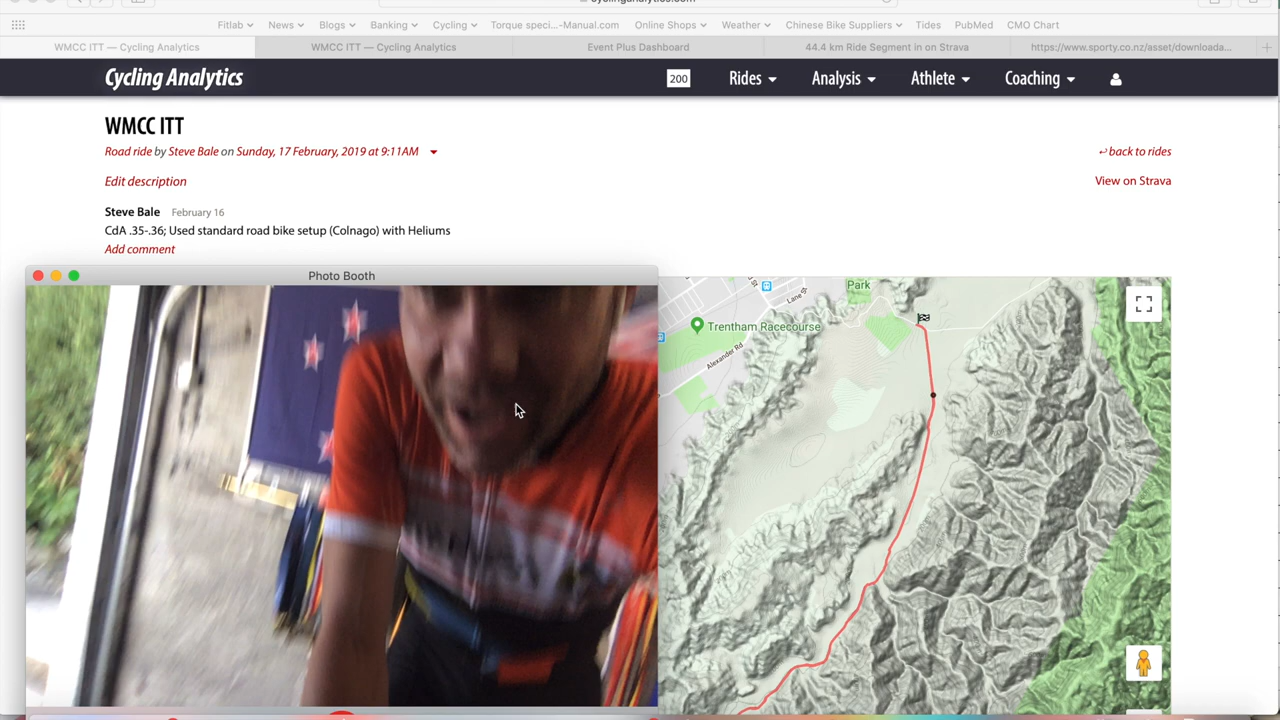 Fitlab News Blogs Banking Cycling Torque speci...-Manual.com Online Shops Weather Chinese Bike Suppliers Tides PubMed CMO Chart
WMCC ITT — Cycling Analytics WMCC ITT — Cycling Analytics Event Plus Dashboard 44.4 km Ride Segment in on Strava https://www.sporty.co.nz/asset/downloada...
Cycling Analytics 200 Rides Analysis Athlete Coaching
WMCC ITT
Road ride by Steve Bale on Sunday, 17 February, 2019 at 9:11AM
back to rides
Edit description
View on Strava
Steve Bale February 16
CdA .35-.36; Used standard road bike setup (Colnago) with Heliums
Add comment
Photo Booth
Park
Lane St
Trentham Racecourse
Alexander Rd